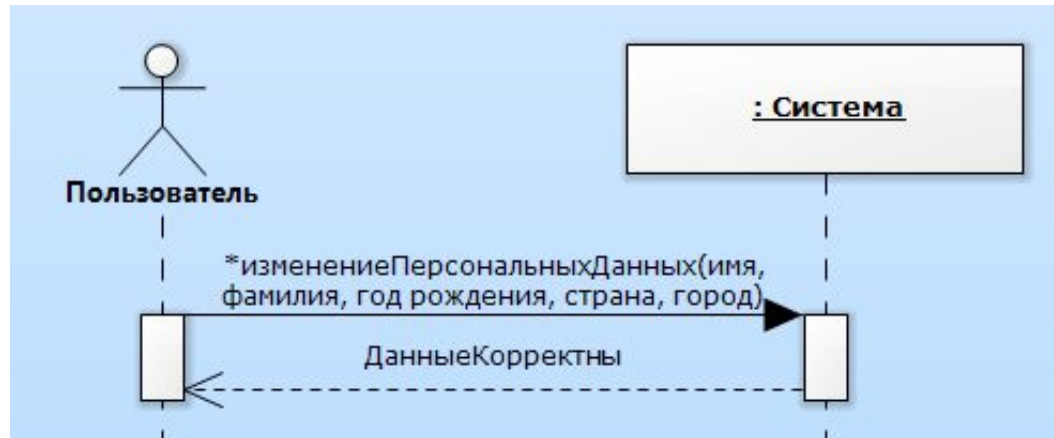 : Система
Пользователь
*изменениеПерсональныхДанных(имя,
фамилия, год рождения, страна, город)
ДанныеКорректны